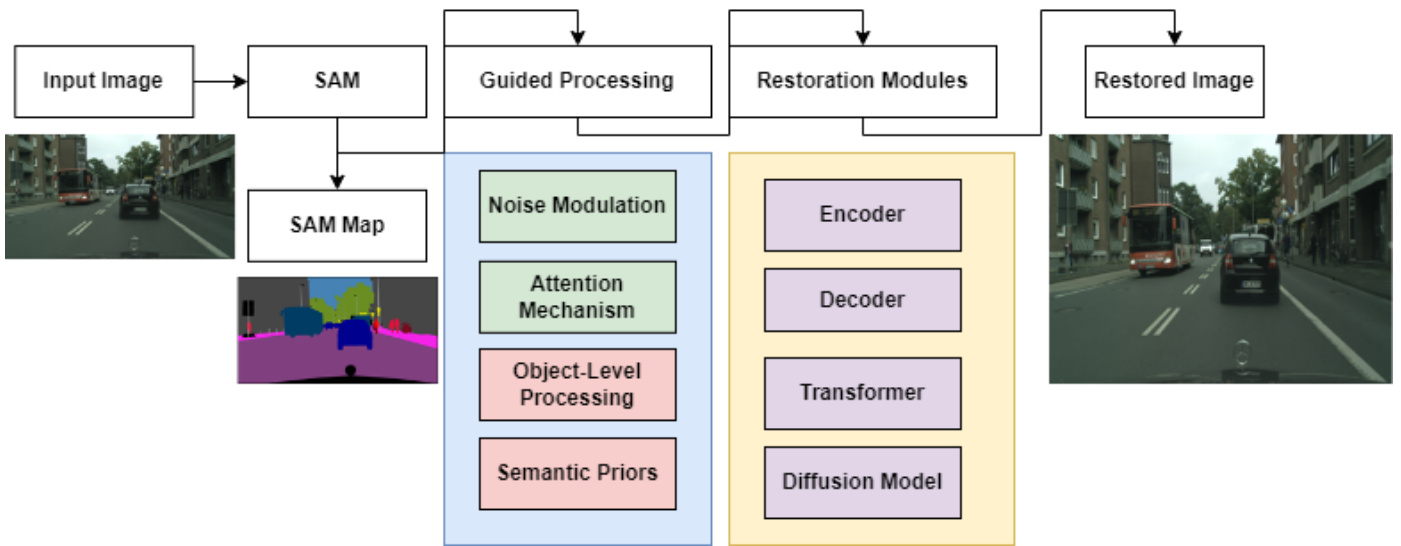 Input Image
SAM
Guided Processing
Restoration Modules
Restored Image
SAM Map
Noise Modulation
Attention
Mechanism
Object-Level
Processing
Semantic Priors
Encoder
Decoder
Transformer
Diffusion Model